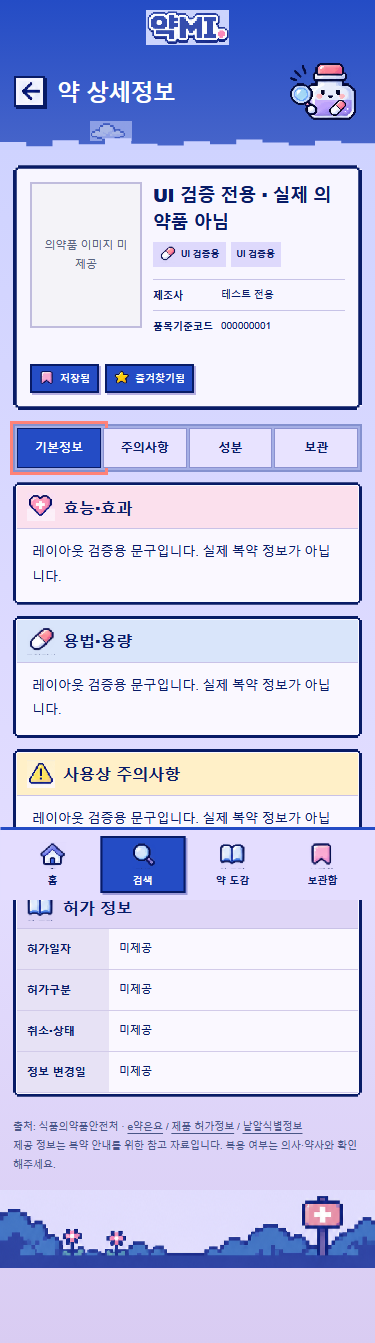 약MI.
약 상세정보
의약품 이미지 미
제공
UI 검증 전용 · 실제 의
약품 아님
UI 검증용
UI 검증용
제조사 테스트 전용
품목기준코드 000000001
저장됨
즐겨찾기됨
기본정보
주의사항
성분
보관
효능·효과
레이아웃 검증용 문구입니다. 실제 복약 정보가 아닙
니다.
용법·용량
레이아웃 검증용 문구입니다. 실제 복약 정보가 아닙
니다.
사용상 주의사항
레이아웃 검증용 문구입니다. 실제 복약 정보가 아닙
홈
검색
약 도감
보관함
허가 정보
허가일자 미제공
허가구분 미제공
취소·상태 미제공
정보 변경일 미제공
출처: 식품의약품안전처 · e약은요 / 제품 허가정보 / 낱알식별정보
제공 정보는 복약 안내를 위한 참고 자료입니다. 복용 여부는 의사·약사와 확인
해주세요.